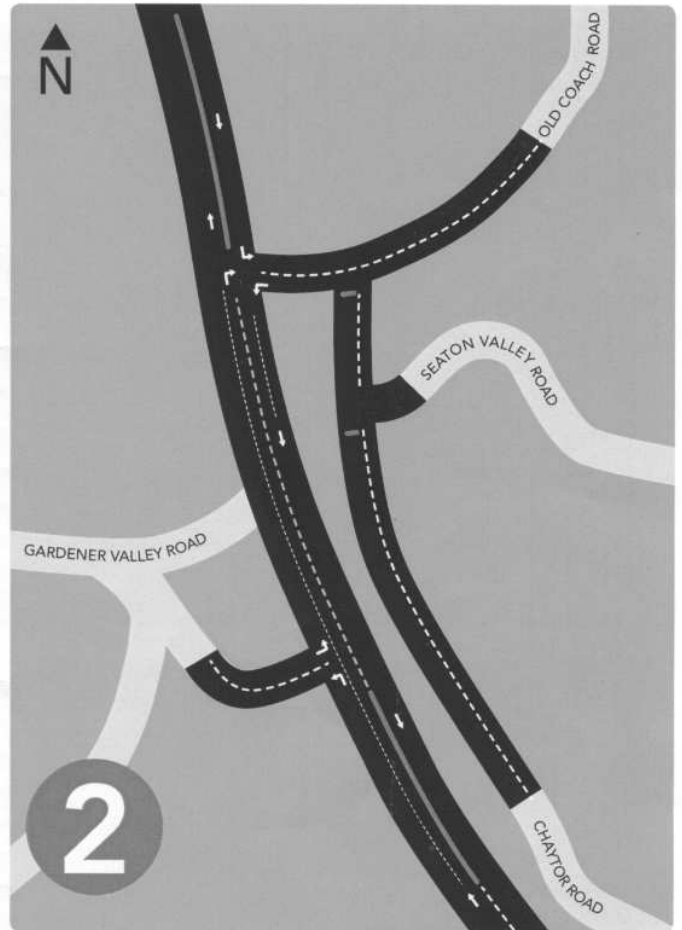 N
OLD COACH ROAD
SEATON VALLEY ROAD
GARDENER VALLEY ROAD
2
CHAYTOR ROAD